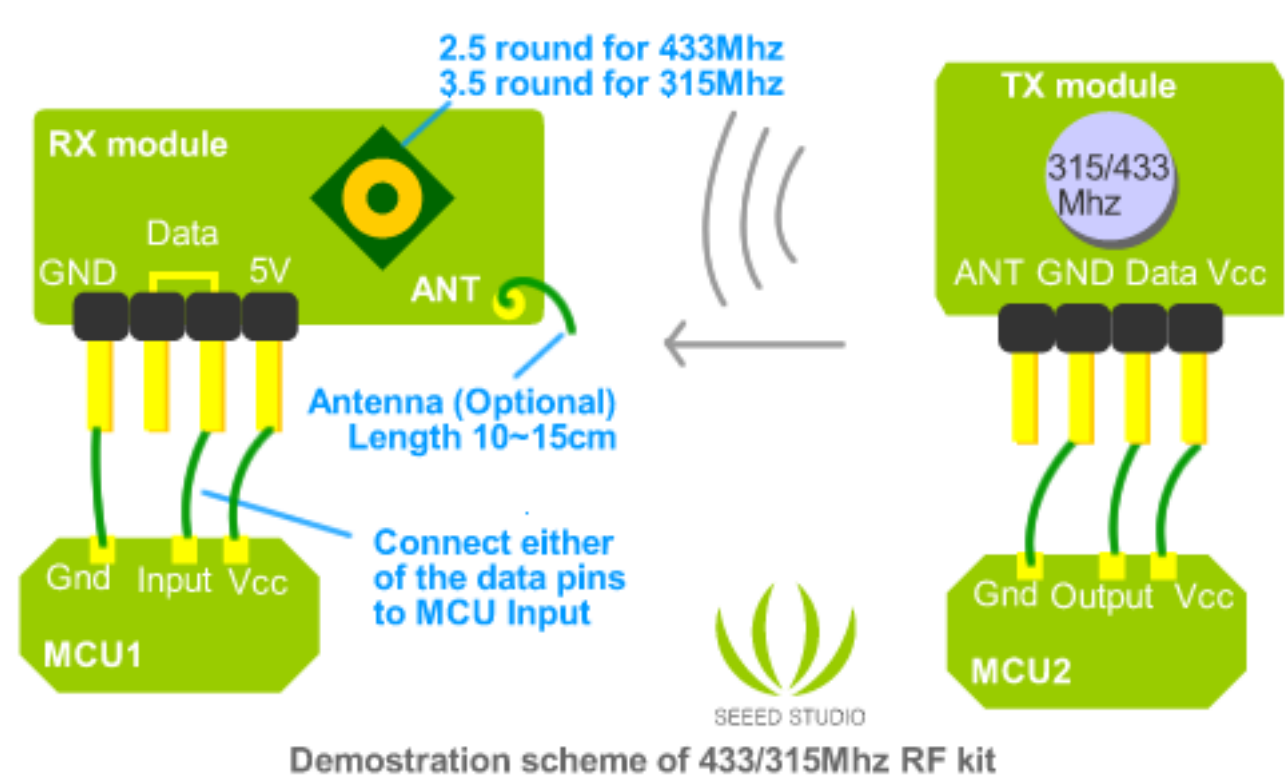 2.5 round for 433Mhz
3.5 round for 315Mhz
RX module
Data
GND
5V
ANT
Antenna (Optional)
Length 10~15cm
Connect either
of the data pins
to MCU Input
Gnd Input Vcc
MCU1
TX module
315/433
Mhz
ANT GND Data Vcc
Gnd Output Vcc
MCU2
SEEED STUDIO
Demostration scheme of 433/315Mhz RF kit